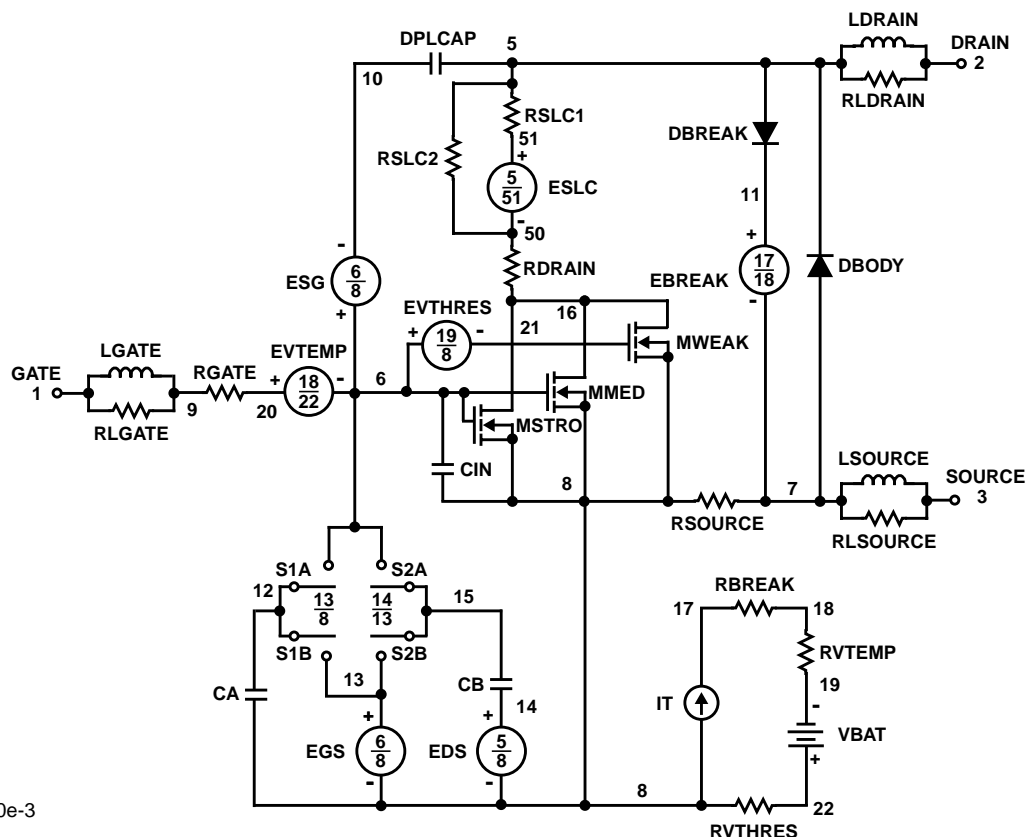 LDRAIN
DPLCAP
5
DRAIN
2
10
RLDRAIN
RSLC1
51
DBREAK
RSLC2
+
5
51
ESLC
11
-
50
-
+
17
18
RDRAIN
EBREAK
DBODY
6
8
ESG
+
EVTHRES
-
16
21
+
19
8
-
MWEAK
LGATE
EVTEMP
GATE
1
RGATE
+
18
22
-
6
MMED
9
20
RLGATE
MSTRO
CIN
LSOURCE
8
7
SOURCE
3
RSOURCE
RLSOURCE
S1A
S2A
12
13
8
14
13
15
RBREAK
17
18
S1B
S2B
RVTEMP
13
CB
19
CA
14
IT
-
+
+
VBAT
EGS
6
8
EDS
5
8
+
-
-
8
22
0e-3
RVTHRES